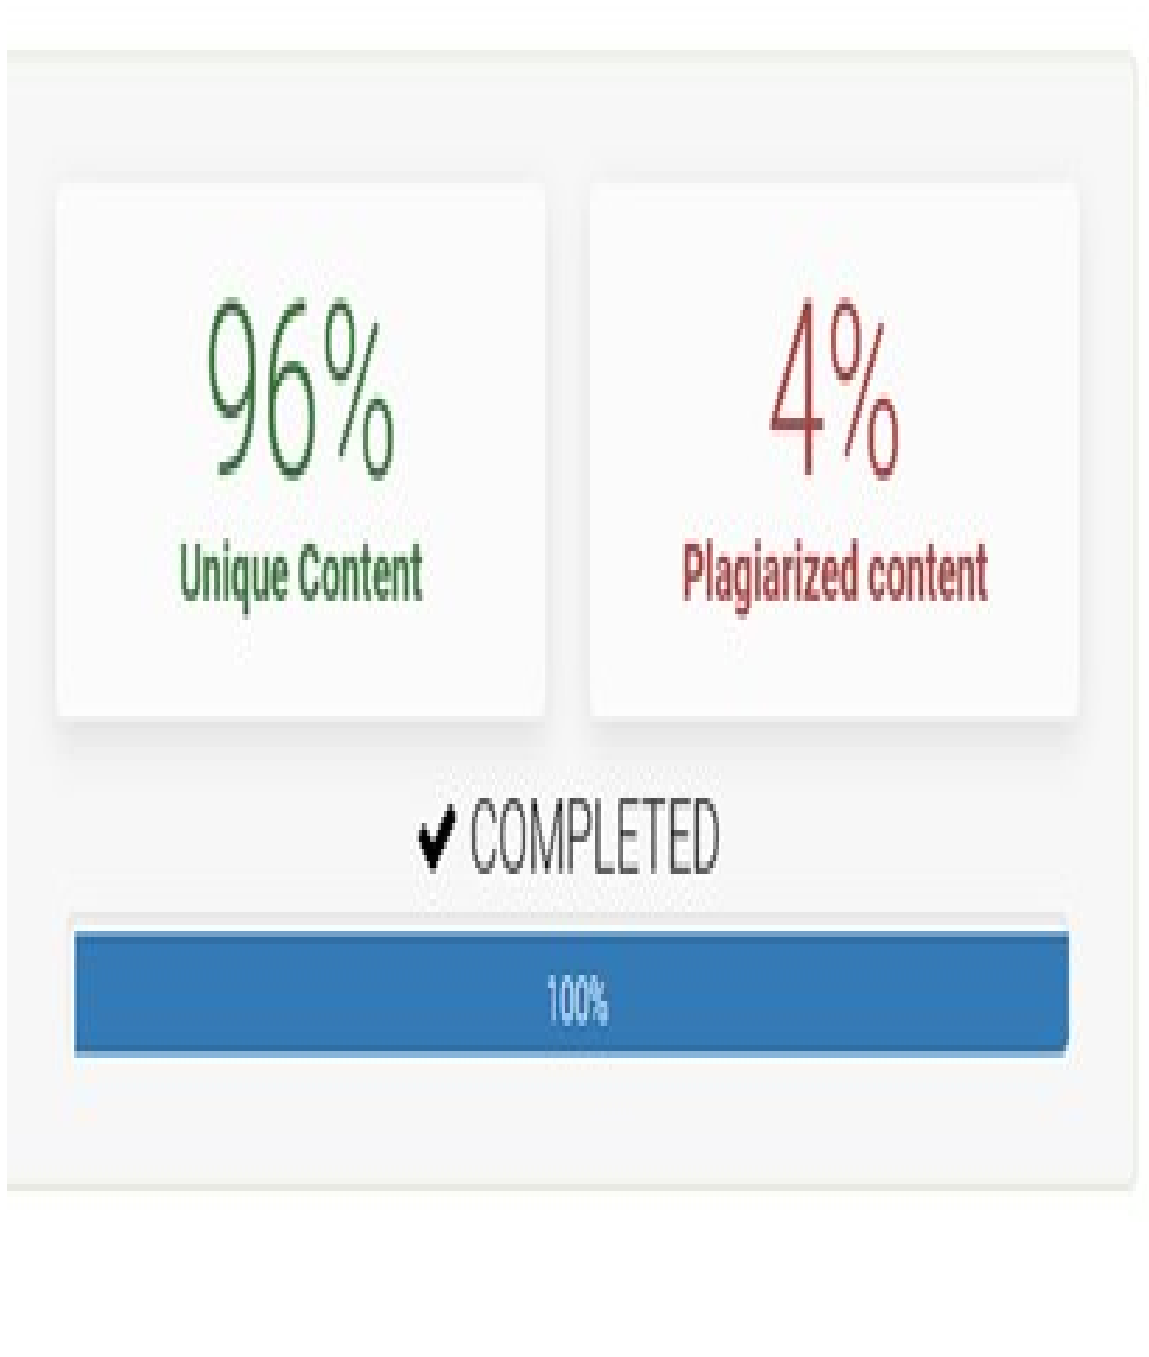 96%
Unique Content
4%
Plagiarized content
✔ COMPLETED
100%